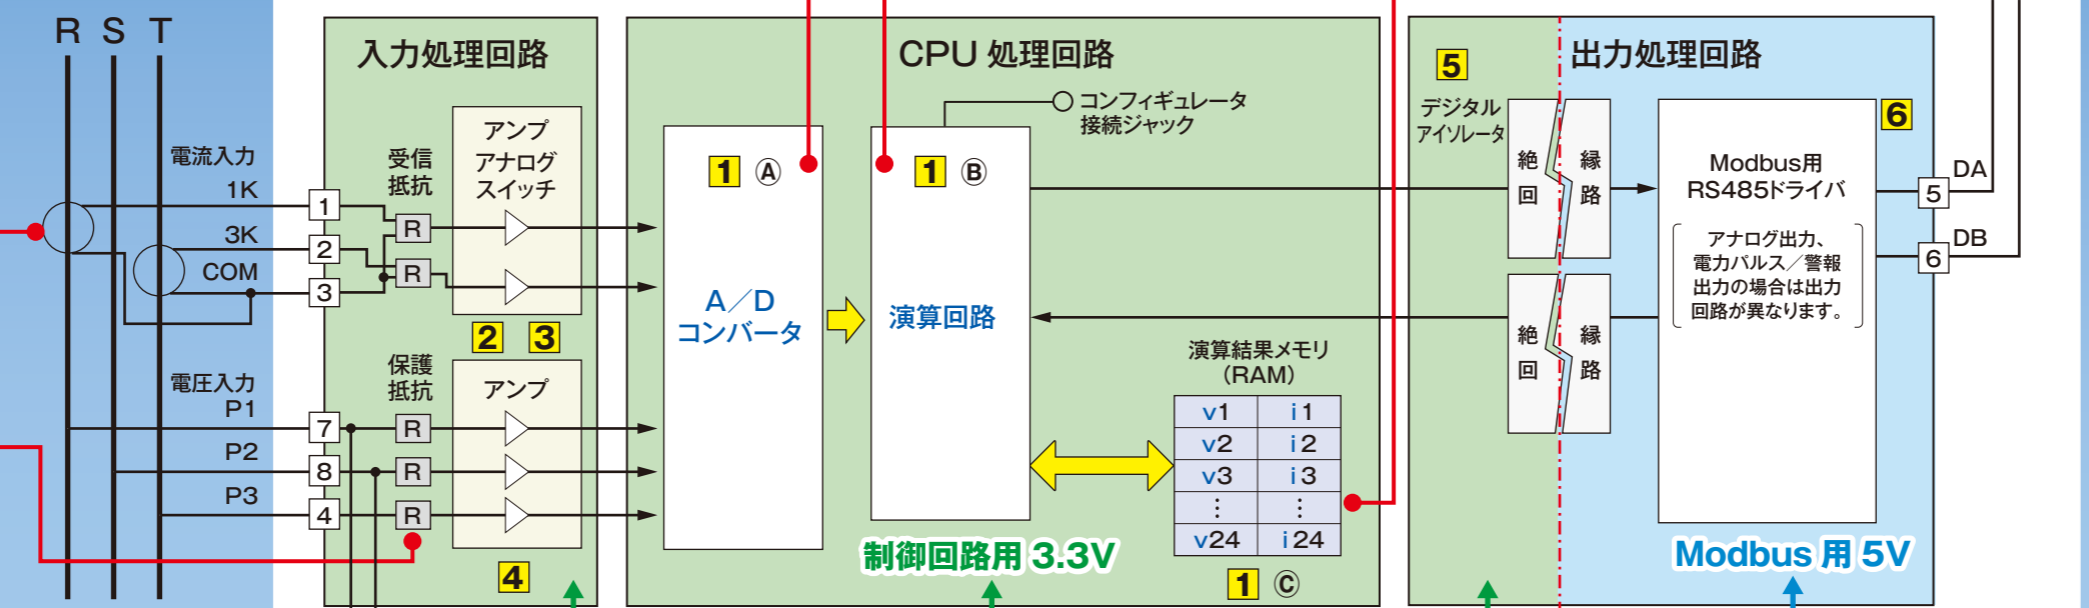 R S T
電流入力
1K
3K
COM
電圧入力
P1
P2
P3
入力処理回路
1
2
3
7
8
4
受信
抵抗
R
R
保護
抵抗
R
R
R
アンプ
アナログ
スイッチ
2 3
アンプ
4
CPU 処理回路
コンフィギュレータ
接続ジャック
1 Ⓐ
A/D
コンバータ
1 Ⓑ
演算回路
演算結果メモリ
(RAM)
v1 i1
v2 i2
v3 i3
⋮ ⋮
v24 i24
1 Ⓒ
制御回路用 3.3V
5
デジタル
アイソレータ
出力処理回路
絶 縁
回 路
絶 縁
回 路
6
Modbus用
RS485ドライバ
アナログ出力、
電力パルス/警報
出力の場合は出力
回路が異なります。
Modbus 用 5V
DA
5
DB
6